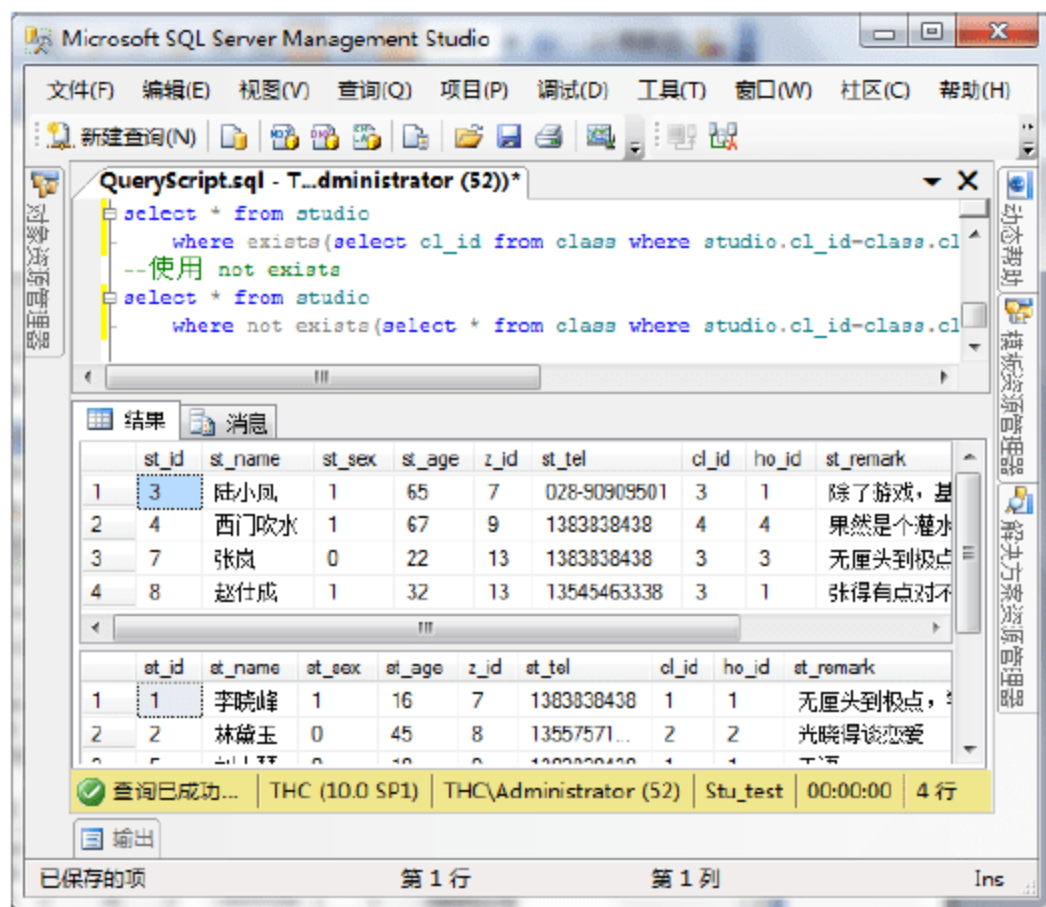 Microsoft SQL Server Management Studio
文件(F) 编辑(E) 视图(V) 查询(Q) 项目(P) 调试(D) 工具(T) 窗口(W) 社区(C) 帮助(H)
新建查询(N)
对象资源管理器
QueryScript.sql - T...dministrator (52))*
select * from studio
where exists(select cl_id from class where studio.cl_id=class.cl
--使用 not exists
select * from studio
where not exists(select * from class where studio.cl_id=class.cl
动态帮助
模板资源管理器
解决方案资源管理器
结果 消息
st_id st_name st_sex st_age z_id st_tel cl_id ho_id st_remark
1 3 陆小凤 1 65 7 028-90909501 3 1 除了游戏，基
2 4 西门吹水 1 67 9 1383838438 4 4 果然是个灌水
3 7 张岚 0 22 13 1383838438 3 3 无厘头到极点
4 8 赵仕成 1 32 13 13545463338 3 1 张得有点对不
st_id st_name st_sex st_age z_id st_tel cl_id ho_id st_remark
1 1 李晓峰 1 16 7 1383838438 1 1 无厘头到极点，
2 2 林黛玉 0 45 8 13557571... 2 2 光晓得谈恋爱
查询已成功... THC (10.0 SP1) THC\Administrator (52) Stu_test 00:00:00 4 行
输出
已保存的项 第 1 行 第 1 列 Ins